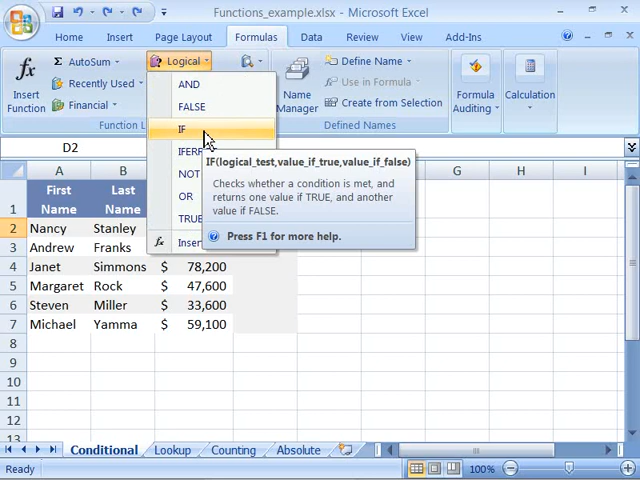 Functions_example.xlsx - Microsoft Excel
Home Insert Page Layout Formulas Data Review View Add-Ins
fx Insert Function
Σ AutoSum
Recently Used
Financial
Logical
Function L
Name Manager
Define Name
Use in Formula
Create from Selection
Defined Names
Formula Auditing
Calculation
AND
FALSE
IF
IFERR
NOT
OR
TRUE
fx Inser
IF(logical_test,value_if_true,value_if_false)
Checks whether a condition is met, and
returns one value if TRUE, and another
value if FALSE.
Press F1 for more help.
D2
A B G H I
1 First Name Last Name
2 Nancy Stanley
3 Andrew Franks
4 Janet Simmons $ 78,200
5 Margaret Rock $ 47,600
6 Steven Miller $ 33,600
7 Michael Yamma $ 59,100
8
9
10
11
12
13
Conditional Lookup Counting Absolute
Ready 100%